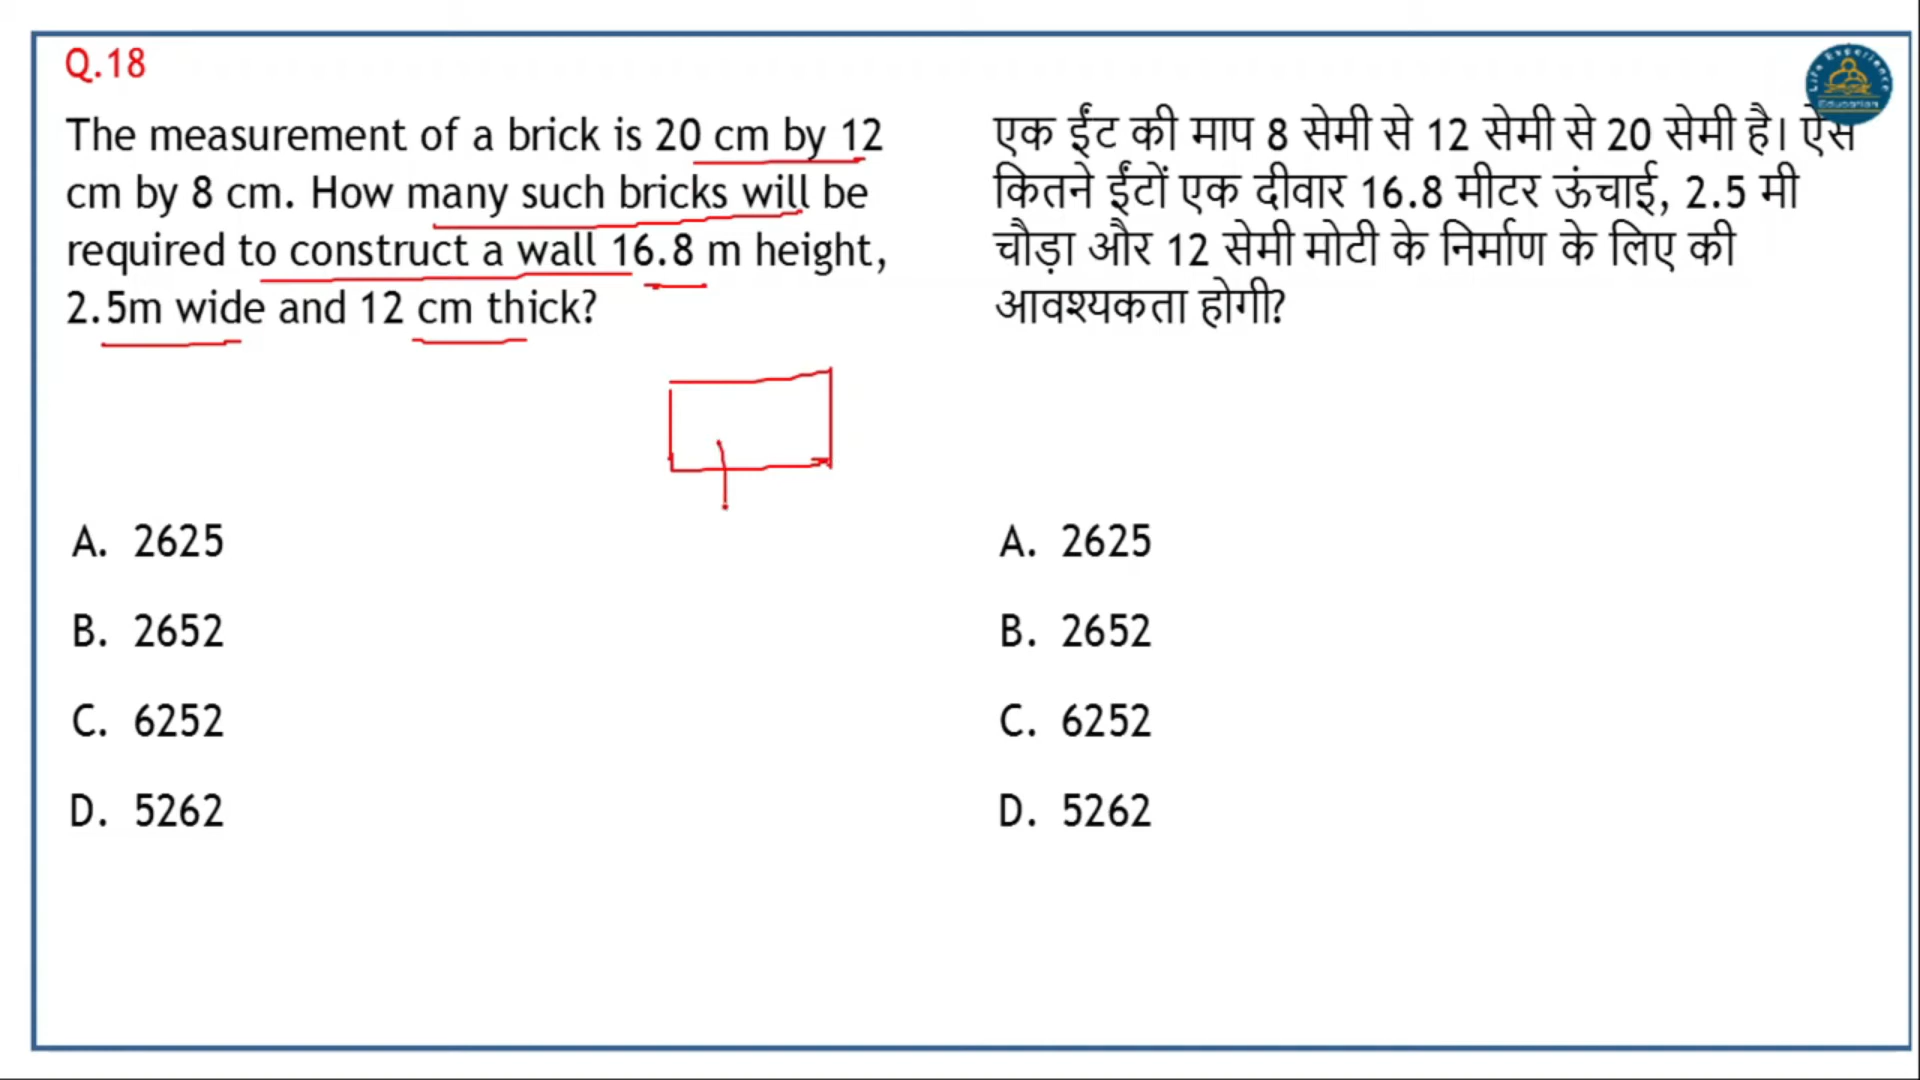 Q.18
The measurement of a brick is 20 cm by 12
cm by 8 cm. How many such bricks will be
required to construct a wall 16.8 m height,
2.5m wide and 12 cm thick?
A. 2625
B. 2652
C. 6252
D. 5262
Life Experience
Education
एक ईंट की माप 8 सेमी से 12 सेमी से 20 सेमी है। ऐसे
कितने ईंटों एक दीवार 16.8 मीटर ऊंचाई, 2.5 मी
चौड़ा और 12 सेमी मोटी के निर्माण के लिए की
आवश्यकता होगी?
A. 2625
B. 2652
C. 6252
D. 5262